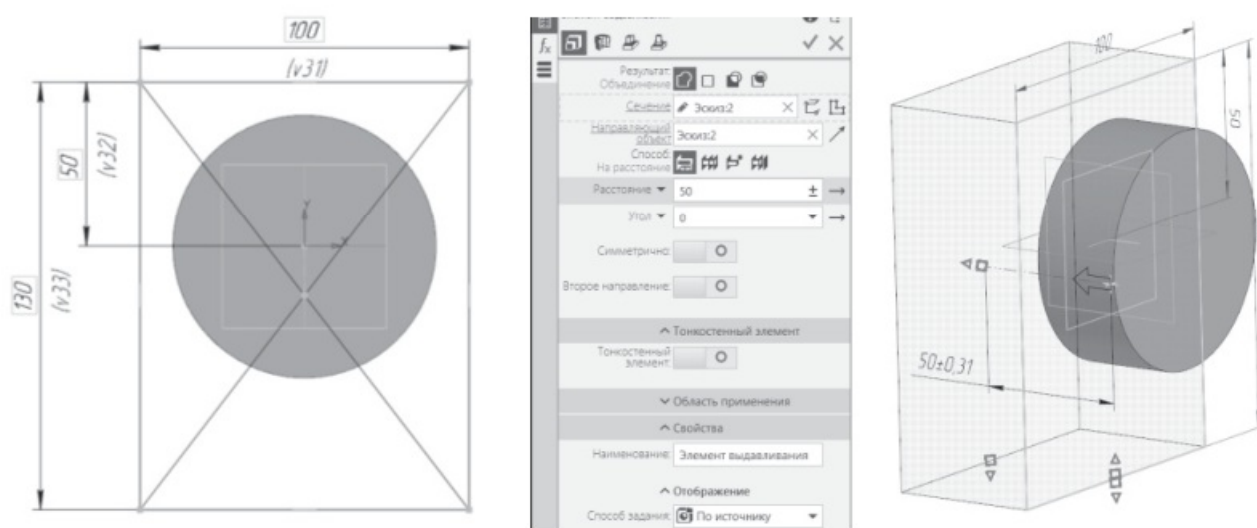 100
(v31)
50
(v32)
130
(v33)
Y
X
fx
Результат:
Объединение
Сечение Эскиз:2
Направляющий
объект Эскиз:2
Способ:
На расстояние
Расстояние 50
Угол 0
Симметрично:
Второе направление:
Тонкостенный элемент
Тонкостенный
элемент:
Область применения
Свойства
Наименование: Элемент выдавливания
Отображение
Способ задания: По источнику
100
50
50±0,31